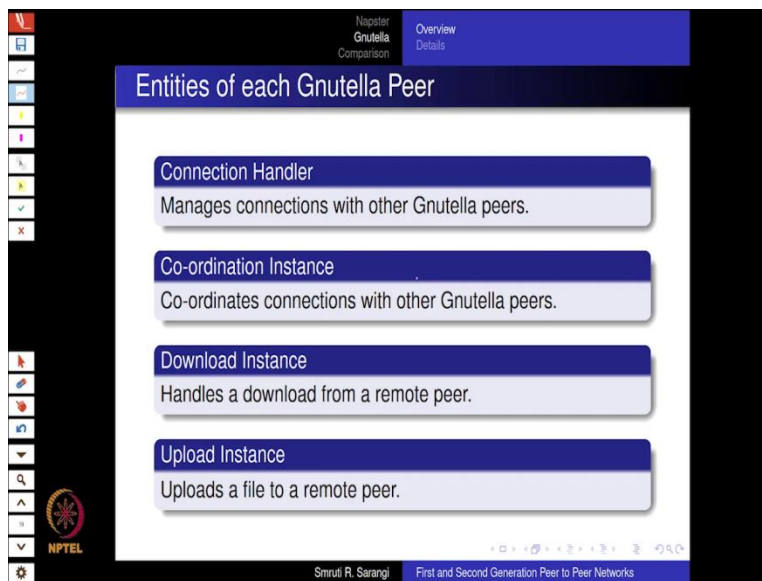 Napster
Gnutella
Comparison
Overview
Details
Entities of each Gnutella Peer
Connection Handler
Manages connections with other Gnutella peers.
Co-ordination Instance
Co-ordinates connections with other Gnutella peers.
Download Instance
Handles a download from a remote peer.
Upload Instance
Uploads a file to a remote peer.
NPTEL
Smruti R. Sarangi
First and Second Generation Peer to Peer Networks